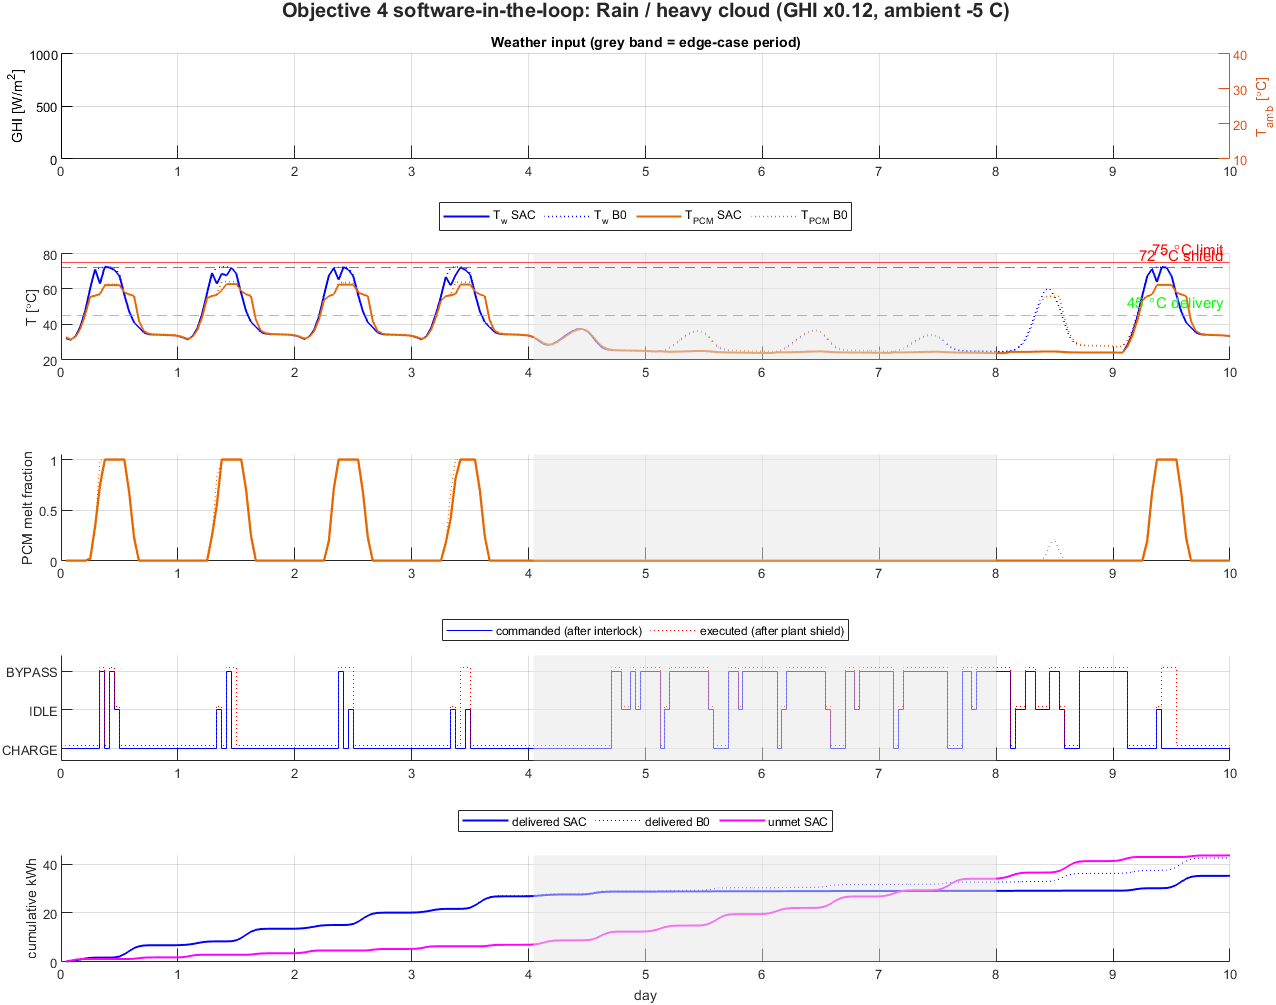 Objective 4 software-in-the-loop: Rain / heavy cloud (GHI x0.12, ambient -5 C)
Weather input (grey band = edge-case period)
GHI [W/m2]
1000
500
0
40
30
20
10
Tamb [°C]
0 1 2 3 4 5 6 7 8 9 10
Tw SAC Tw B0 TPCM SAC TPCM B0
T [°C]
80
60
40
20
75 °C limit
72 °C shield
45 °C delivery
0 1 2 3 4 5 6 7 8 9 10
PCM melt fraction
1
0.5
0
0 1 2 3 4 5 6 7 8 9 10
commanded (after interlock) executed (after plant shield)
BYPASS
IDLE
CHARGE
0 1 2 3 4 5 6 7 8 9 10
delivered SAC delivered B0 unmet SAC
cumulative kWh
40
20
0
0 1 2 3 4 5 6 7 8 9 10
day